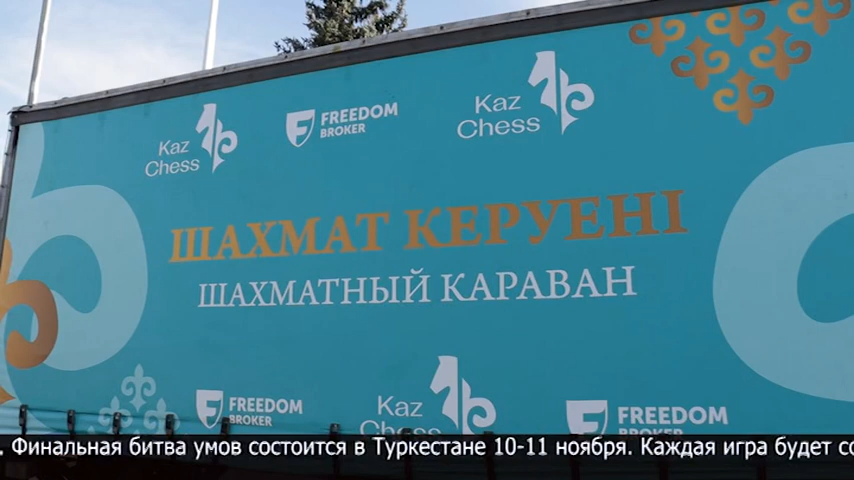 Kaz
Chess
FREEDOM
BROKER
Kaz
Chess
ШАХМАТ КЕРУЕНІ
ШАХМАТНЫЙ КАРАВАН
FREEDOM
BROKER
Kaz
Chess
FREEDOM
. Финальная битва умов состоится в Туркестане 10-11 ноября. Каждая игра будет со